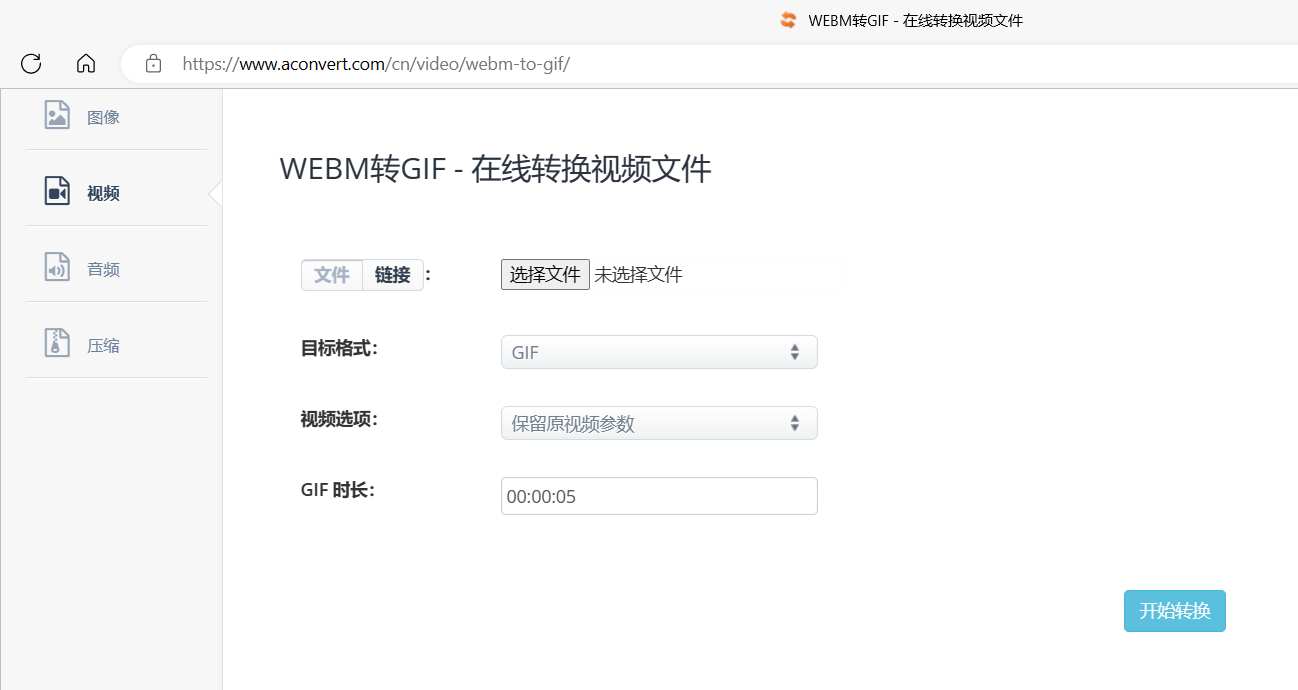 WEBM转GIF - 在线转换视频文件
https://www.aconvert.com/cn/video/webm-to-gif/
图像
视频
音频
压缩
WEBM转GIF - 在线转换视频文件
文件 链接 : 选择文件 未选择文件
目标格式: GIF
视频选项: 保留原视频参数
GIF 时长: 00:00:05
开始转换